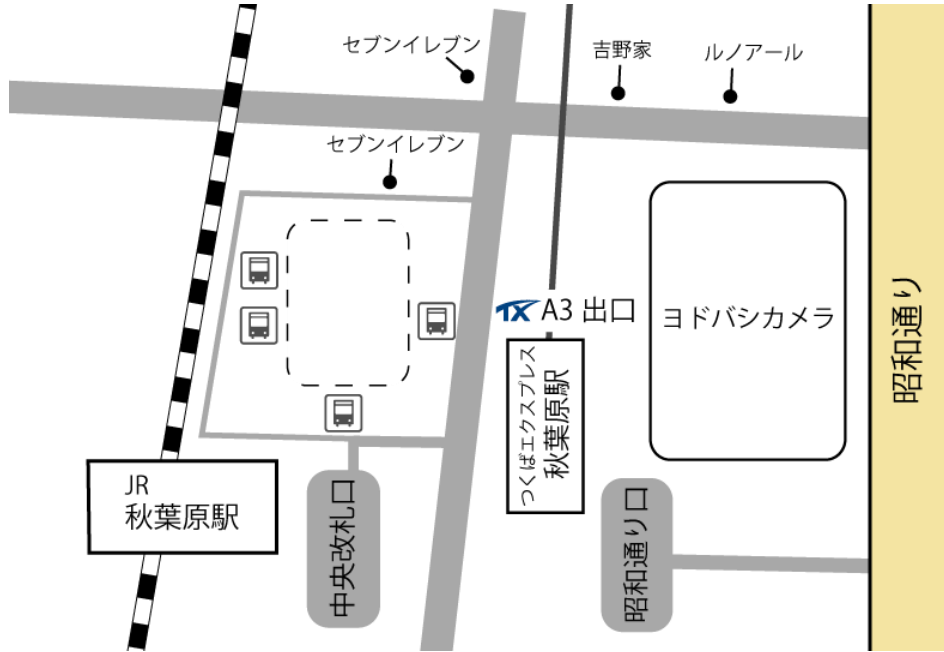 セブンイレブン
吉野家
ルノアール
セブンイレブン
TX A3 出口
ヨドバシカメラ
昭和通り
つくばエクスプレス
秋葉原駅
JR
秋葉原駅
中央改札口
昭和通り口